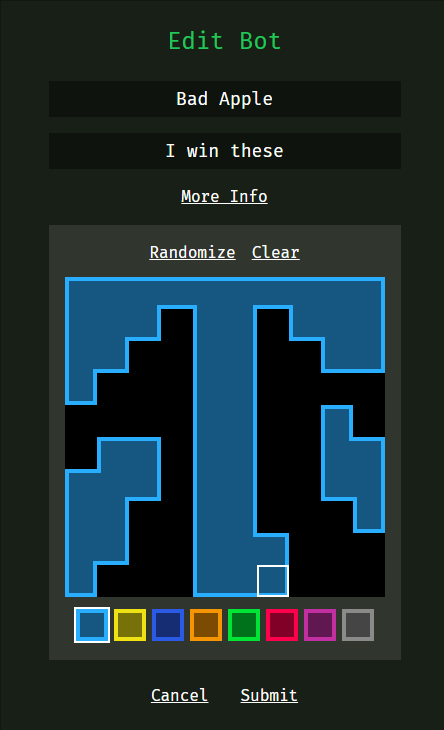 Edit Bot
Bad Apple
I win these
More Info
Randomize Clear
Cancel Submit